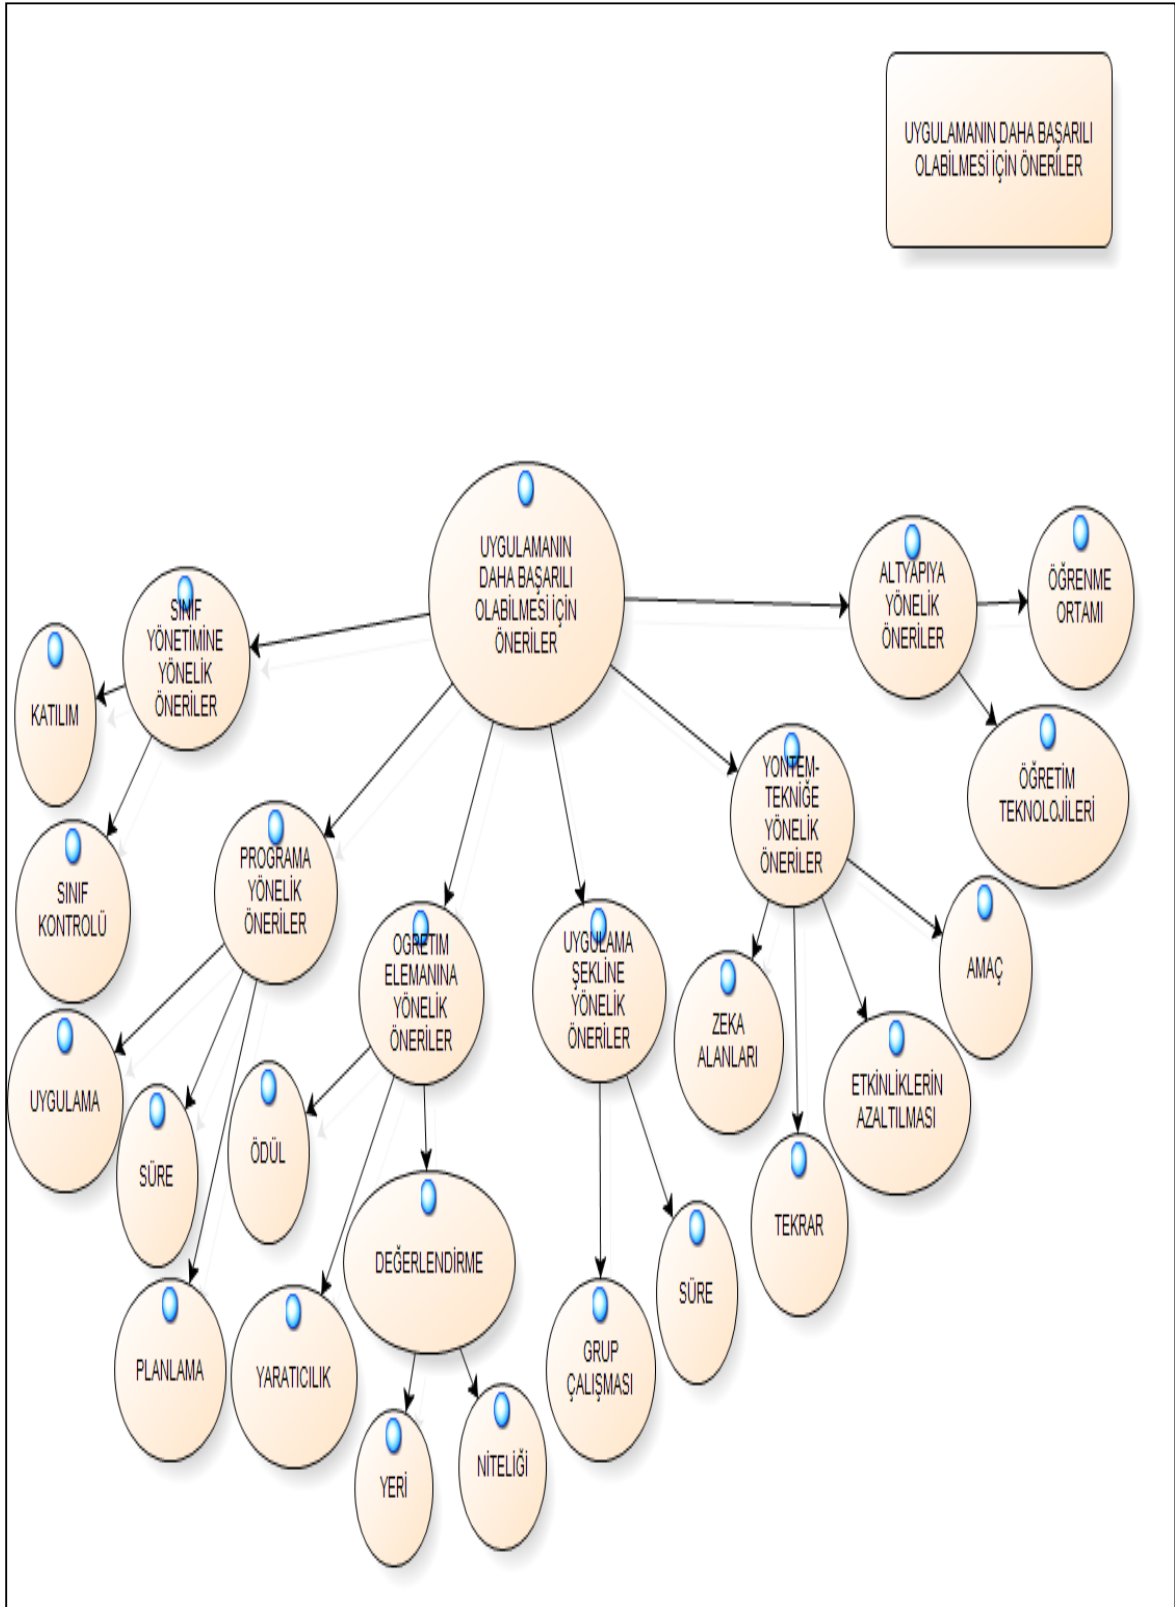 UYGULAMANIN DAHA BAŞARILI
OLABİLMESİ İÇİN ÖNERİLER
UYGULAMANIN
DAHA BAŞARILI
OLABİLMESİ İÇİN
ÖNERİLER
ALTYAPIYA
YÖNELİK
ÖNERİLER
ÖĞRENME
ORTAMI
SINIF
YÖNETİMİNE
YÖNELİK
ÖNERİLER
KATILIM
ÖĞRETİM
TEKNOLOJİLERİ
YÖNTEM-
TEKNİĞE
YÖNELİK
ÖNERİLER
SINIF
KONTROLÜ
PROGRAMA
YÖNELİK
ÖNERİLER
ÖĞRETİM
ELEMANINA
YÖNELİK
ÖNERİLER
UYGULAMA
ŞEKLİNE
YÖNELİK
ÖNERİLER
AMAÇ
ZEKA
ALANLARI
ETKİNLİKLERİN
AZALTILMASI
UYGULAMA
SÜRE
ÖDÜL
TEKRAR
DEĞERLENDİRME
SÜRE
PLANLAMA
YARATICILIK
GRUP
ÇALIŞMASI
YERİ
NİTELİĞİ